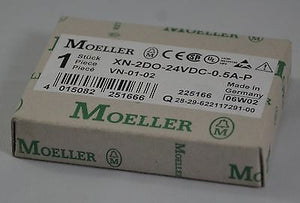 MOELLER
1 Stück
Piece
Pièce
XN-2DO-24VDC-0.5A-P
VN-01-02
4 015082 251666
225166
Made in
Germany
06W02
Q 28-29-622117291-00
MOELLER
MOELLER